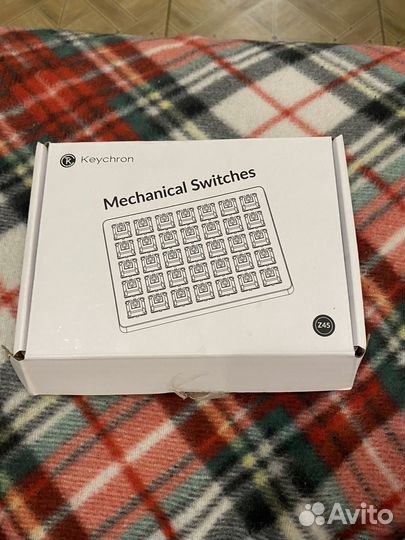 Keychron
Mechanical Switches
Z45
Avito